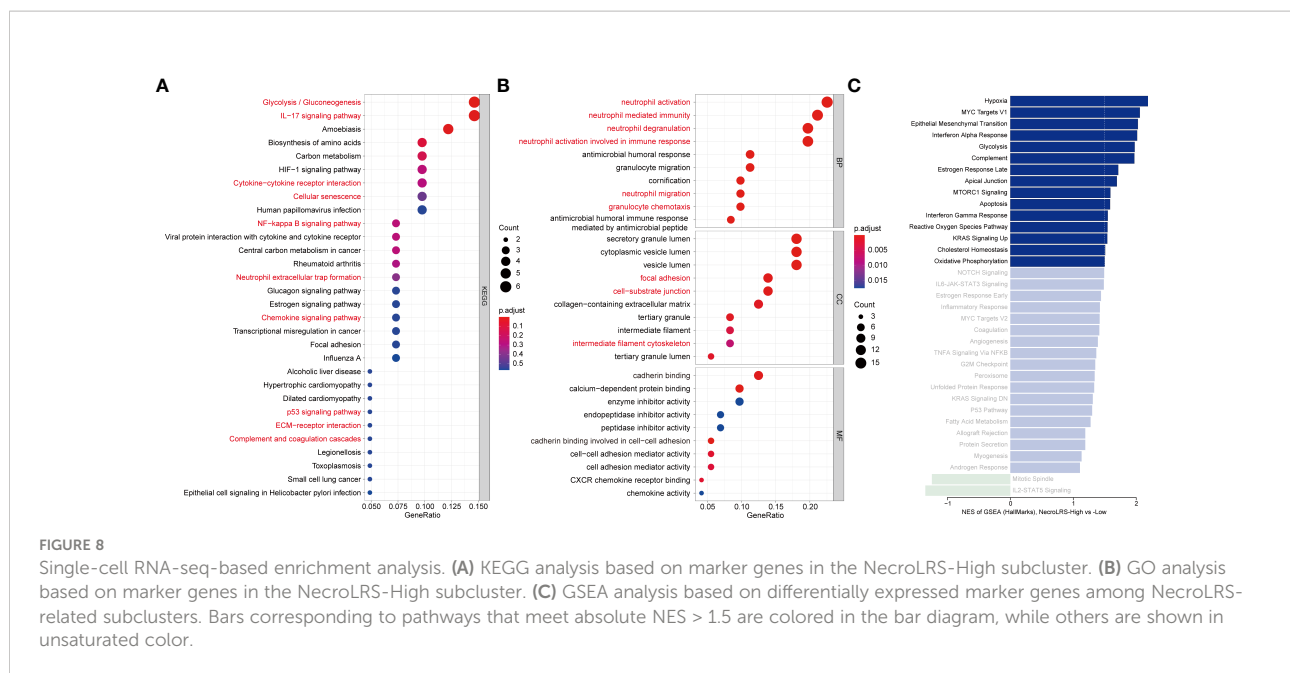 A
B
C
Glycolysis / Gluconeogenesis
IL−17 signaling pathway
Amoebiasis
Biosynthesis of amino acids
Carbon metabolism
HIF−1 signaling pathway
Cytokine−cytokine receptor interaction
Cellular senescence
Human papillomavirus infection
NF−kappa B signaling pathway
Viral protein interaction with cytokine and cytokine receptor
Central carbon metabolism in cancer
Rheumatoid arthritis
Neutrophil extracellular trap formation
Glucagon signaling pathway
Estrogen signaling pathway
Chemokine signaling pathway
Transcriptional misregulation in cancer
Focal adhesion
Influenza A
Alcoholic liver disease
Hypertrophic cardiomyopathy
Dilated cardiomyopathy
p53 signaling pathway
ECM−receptor interaction
Complement and coagulation cascades
Legionellosis
Toxoplasmosis
Small cell lung cancer
Epithelial cell signaling in Helicobacter pylori infection
KEGG
0.050 0.075 0.100 0.125 0.150
GeneRatio
Count
2
3
4
5
6
p.adjust
0.1
0.2
0.3
0.4
0.5
neutrophil activation
neutrophil mediated immunity
neutrophil degranulation
neutrophil activation involved in immune response
antimicrobial humoral response
granulocyte migration
cornification
neutrophil migration
granulocyte chemotaxis
antimicrobial humoral immune response
mediated by antimicrobial peptide
BP
secretory granule lumen
cytoplasmic vesicle lumen
vesicle lumen
focal adhesion
cell−substrate junction
collagen−containing extracellular matrix
tertiary granule
intermediate filament
intermediate filament cytoskeleton
tertiary granule lumen
CC
cadherin binding
calcium−dependent protein binding
enzyme inhibitor activity
endopeptidase inhibitor activity
peptidase inhibitor activity
cadherin binding involved in cell−cell adhesion
cell−cell adhesion mediator activity
cell adhesion mediator activity
CXCR chemokine receptor binding
chemokine activity
MF
0.05 0.10 0.15 0.20
GeneRatio
p.adjust
0.005
0.010
0.015
Count
3
6
9
12
15
Hypoxia
MYC Targets V1
Epithelial Mesenchymal Transition
Interferon Alpha Response
Glycolysis
Complement
Estrogen Response Late
Apical Junction
MTORC1 Signaling
Apoptosis
Interferon Gamma Response
Reactive Oxygen Species Pathway
KRAS Signaling Up
Cholesterol Homeostasis
Oxidative Phosphorylation
NOTCH Signaling
IL6-JAK-STAT3 Signaling
Estrogen Response Early
Inflammatory Response
MYC Targets V2
Coagulation
Angiogenesis
TNFA Signaling Via NFKB
G2M Checkpoint
Peroxisome
Unfolded Protein Response
KRAS Signaling DN
P53 Pathway
Fatty Acid Metabolism
Allograft Rejection
Protein Secretion
Myogenesis
Androgen Response
Mitotic Spindle
IL2-STAT5 Signaling
−1 0 1 2
NES of GSEA (HallMarks), NecroLRS-High vs -Low
FIGURE 8
Single-cell RNA-seq-based enrichment analysis. (A) KEGG analysis based on marker genes in the NecroLRS-High subcluster. (B) GO analysis
based on marker genes in the NecroLRS-High subcluster. (C) GSEA analysis based on differentially expressed marker genes among NecroLRS-
related subclusters. Bars corresponding to pathways that meet absolute NES > 1.5 are colored in the bar diagram, while others are shown in
unsaturated color.